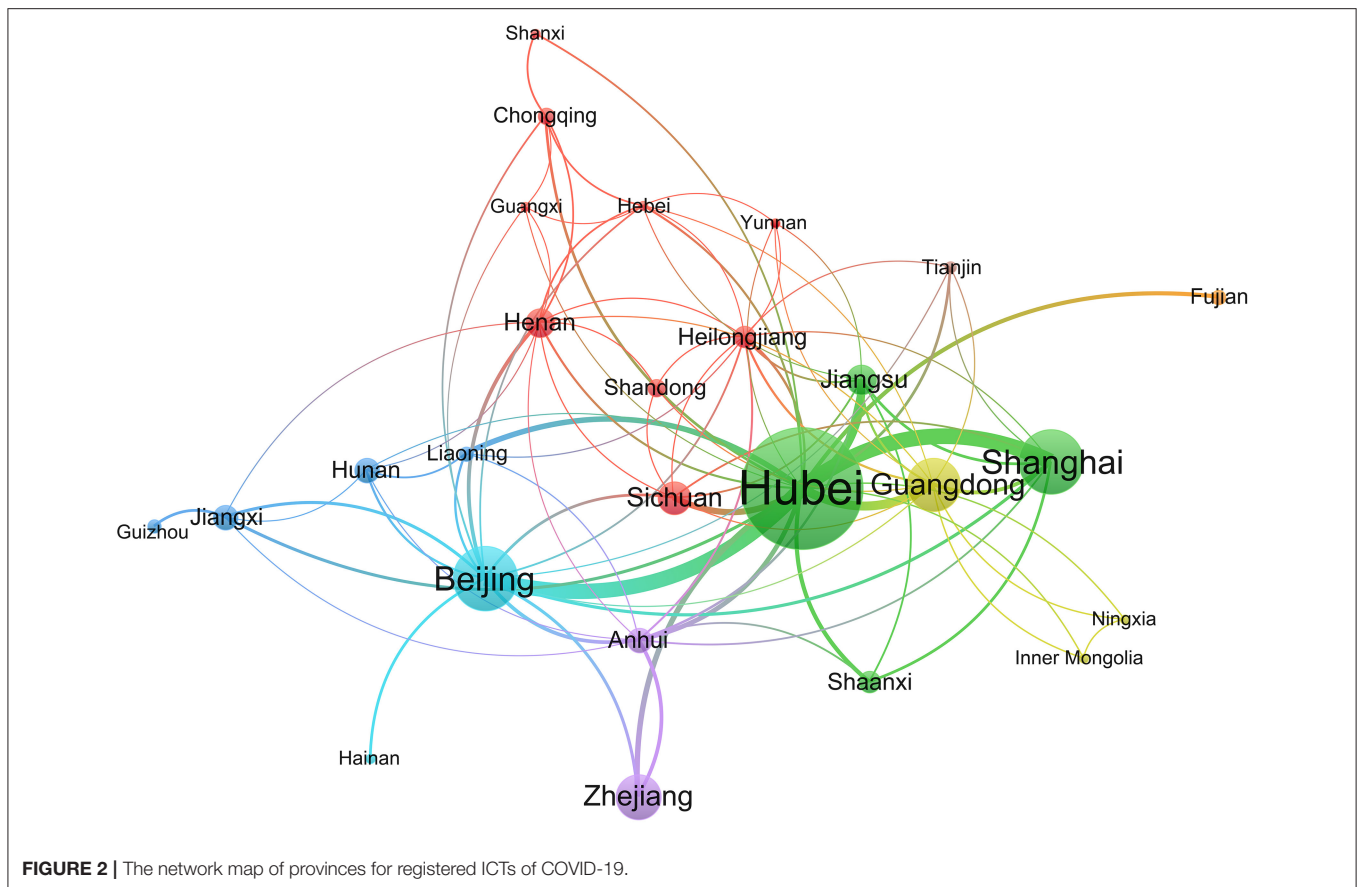 Shanxi
Chongqing
Guangxi
Hebei
Yunnan
Tianjin
Fujian
Henan
Heilongjiang
Shandong
Jiangsu
Liaoning
Hunan
Shanghai
Hubei
Guangdong
Sichuan
Jiangxi
Guizhou
Beijing
Anhui
Ningxia
Inner Mongolia
Shaanxi
Hainan
Zhejiang
FIGURE 2 | The network map of provinces for registered ICTs of COVID-19.